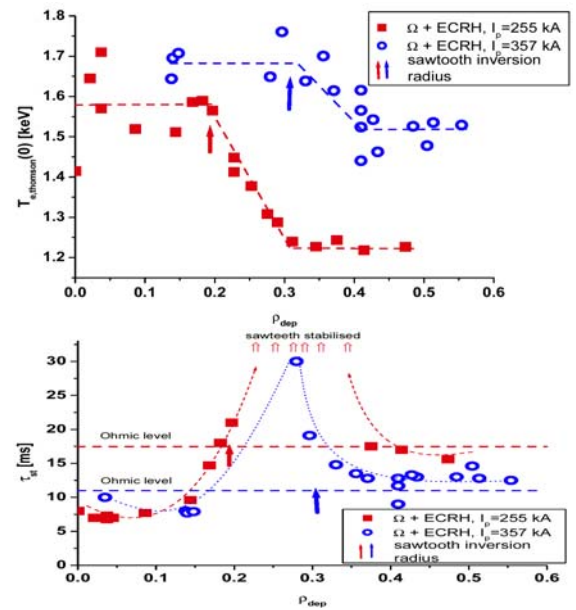 1.8
1.7
1.6
1.5
1.4
1.3
1.2
T_e,thomson(0) [keV]
Ω + ECRH, I_p=255 kA
Ω + ECRH, I_p=357 kA
sawtooth inversion
radius
0.0 0.1 0.2 0.3 0.4 0.5 0.6
ρ_dep
sawteeth stabilised
30
25
20
15
10
5
0
τ_st [ms]
Ohmic level
Ohmic level
Ω + ECRH, I_p=255 kA
Ω + ECRH, I_p=357 kA
sawtooth inversion
radius
0.0 0.1 0.2 0.3 0.4 0.5 0.6
ρ_dep